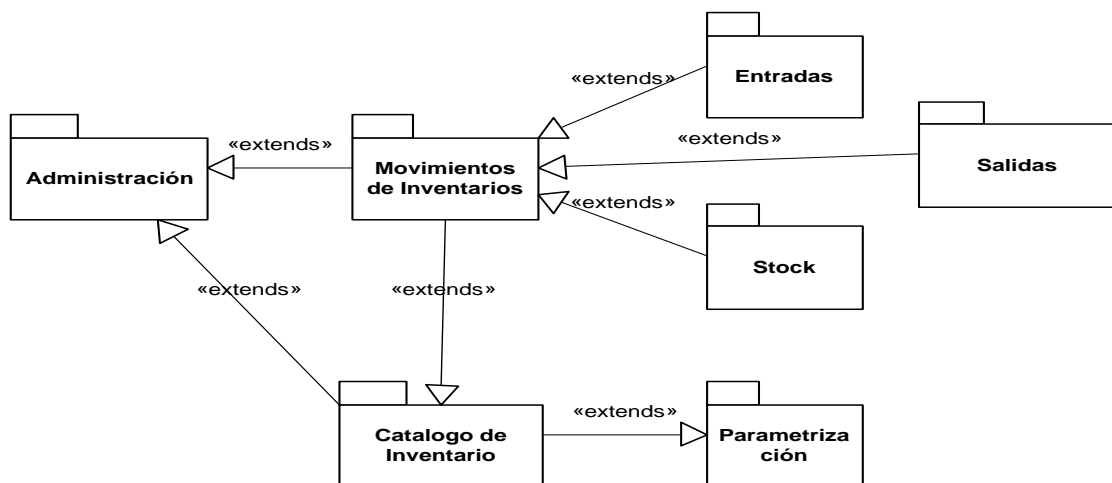 Entradas
«extends»
«extends»
Salidas
«extends»
Administración
Movimientos
de Inventarios
«extends»
Stock
«extends»
«extends»
Catalogo de
Inventario
«extends»
Parametriza
ción